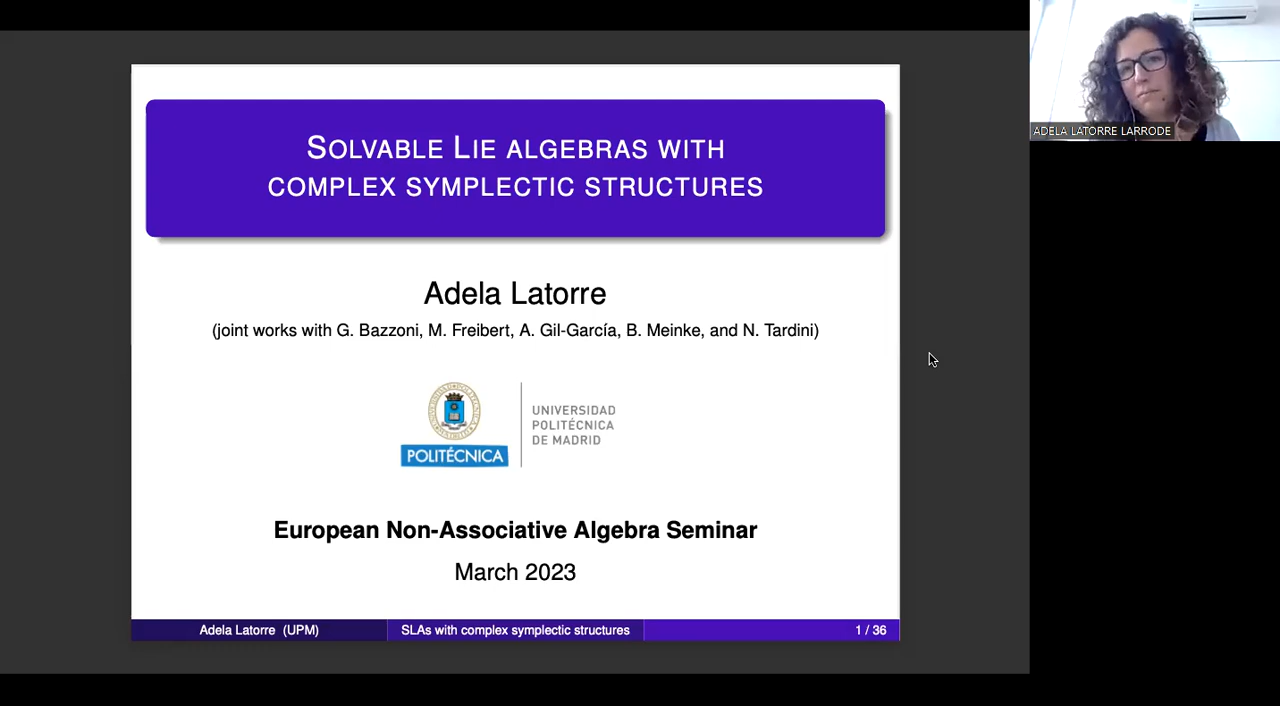 SOLVABLE LIE ALGEBRAS WITH
COMPLEX SYMPLECTIC STRUCTURES
Adela Latorre
(joint works with G. Bazzoni, M. Freibert, A. Gil-García, B. Meinke, and N. Tardini)
POLITÉCNICA
UNIVERSIDAD
POLITÉCNICA
DE MADRID
European Non-Associative Algebra Seminar
March 2023
Adela Latorre (UPM)
SLAs with complex symplectic structures
1 / 36
ADELA LATORRE LARRODE